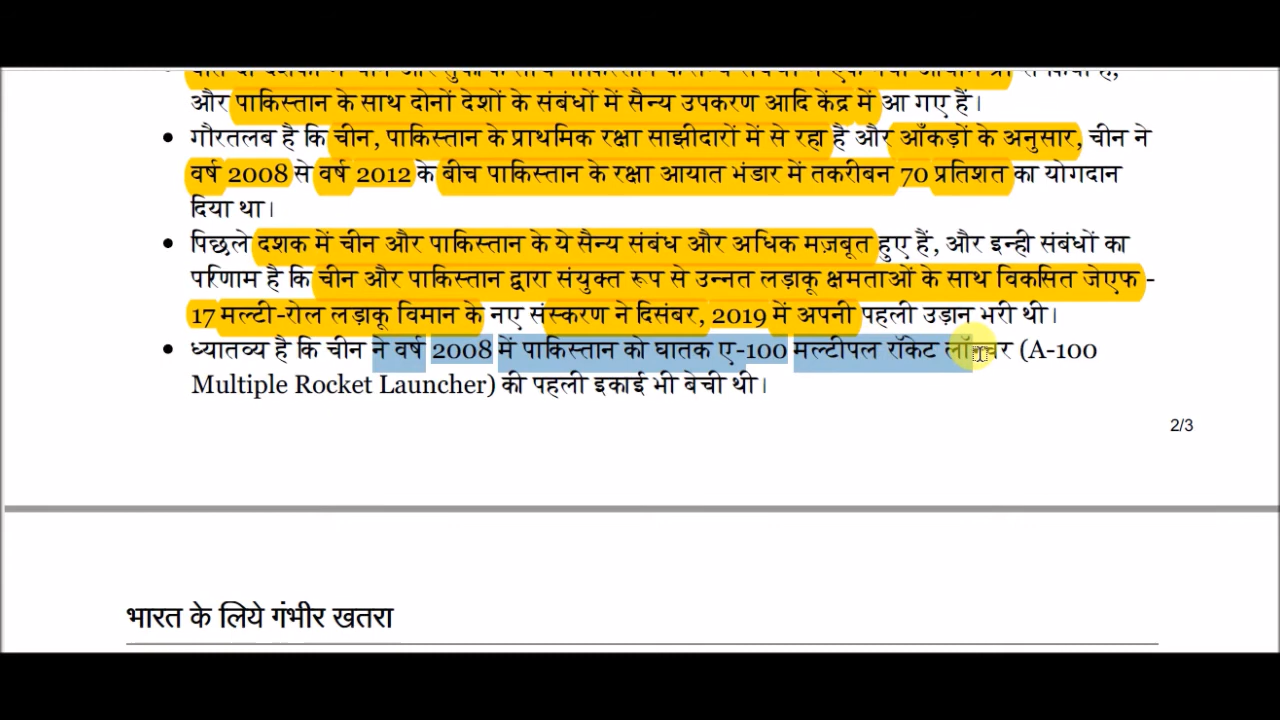 और पाकिस्तान के साथ दोनों देशों के संबंधों में सैन्य उपकरण आदि केंद्र में आ गए हैं।
• गौरतलब है कि चीन, पाकिस्तान के प्राथमिक रक्षा साझीदारों में से रहा है और आँकड़ों के अनुसार, चीन ने
वर्ष 2008 से वर्ष 2012 के बीच पाकिस्तान के रक्षा आयात भंडार में तकरीबन 70 प्रतिशत का योगदान
दिया था।
• पिछले दशक में चीन और पाकिस्तान के ये सैन्य संबंध और अधिक मज़बूत हुए हैं, और इन्ही संबंधों का
परिणाम है कि चीन और पाकिस्तान द्वारा संयुक्त रूप से उन्नत लड़ाकू क्षमताओं के साथ विकसित जेएफ -
17 मल्टी-रोल लड़ाकू विमान के नए संस्करण ने दिसंबर, 2019 में अपनी पहली उड़ान भरी थी।
• ध्यातव्य है कि चीन ने वर्ष 2008 में पाकिस्तान को घातक ए-100 मल्टीपल रॉकेट लॉन्चर (A-100
Multiple Rocket Launcher) की पहली इकाई भी बेची थी।
2/3
भारत के लिये गंभीर खतरा